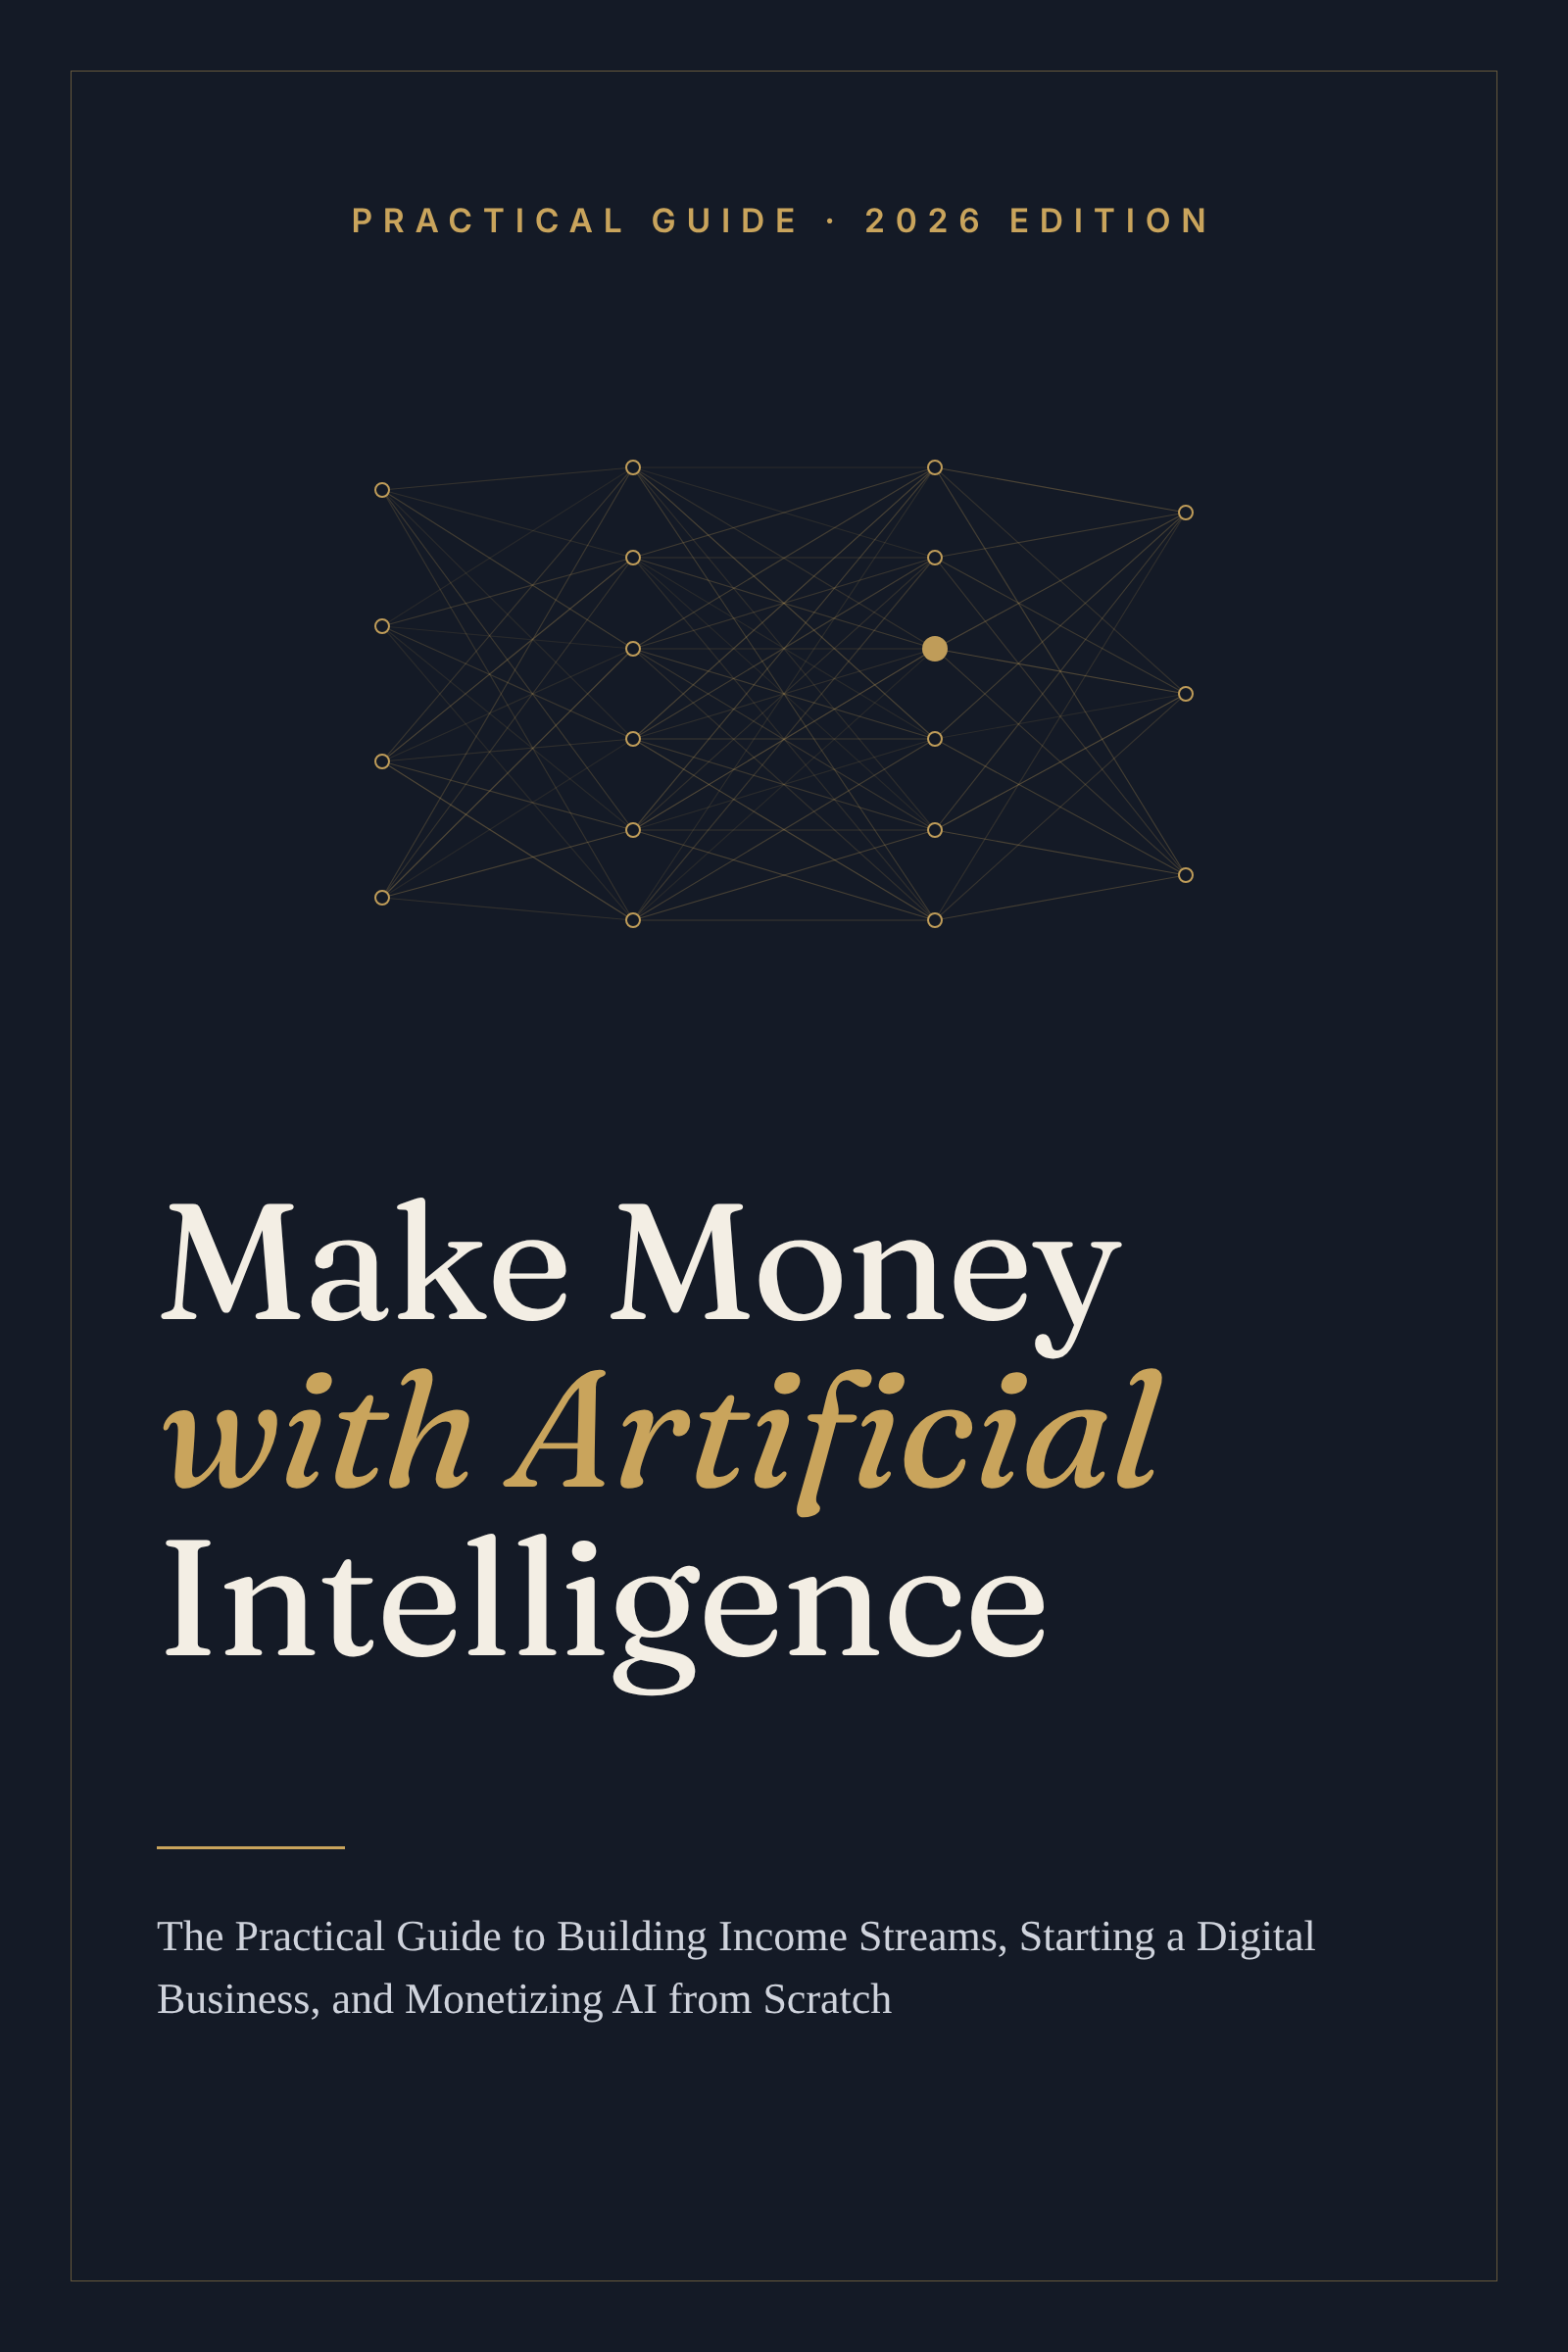 PRACTICAL GUIDE · 2026 EDITION
Make Money
with Artificial
Intelligence
The Practical Guide to Building Income Streams, Starting a Digital
Business, and Monetizing AI from Scratch